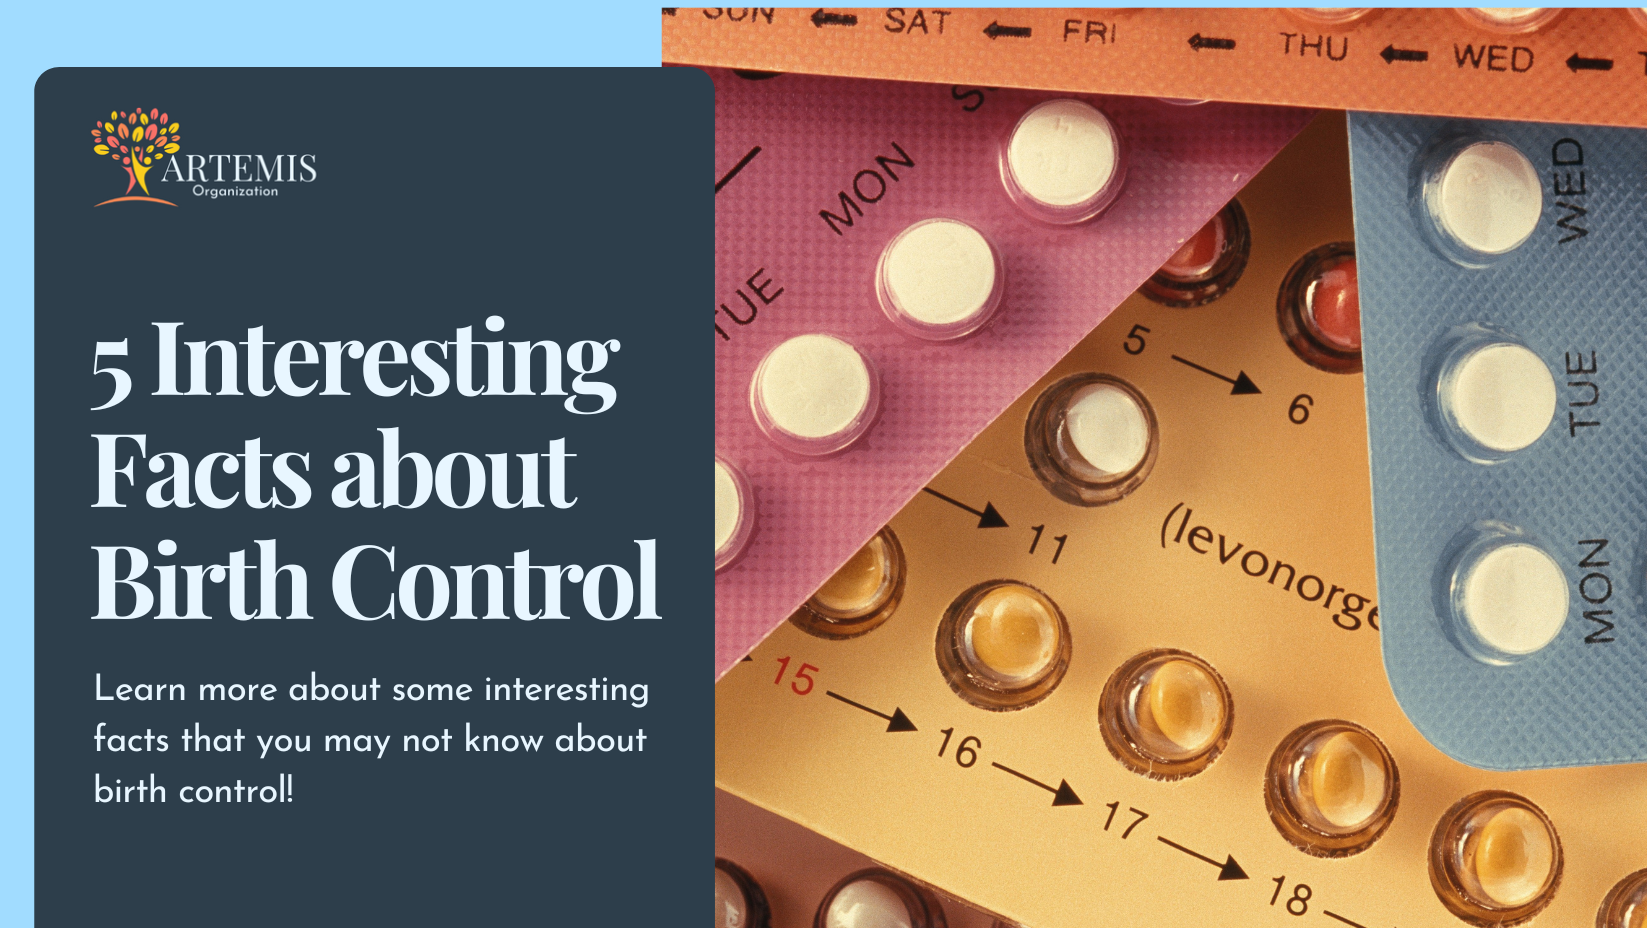 ARTEMIS
Organization
5 Interesting
Facts about
Birth Control
Learn more about some interesting
facts that you may not know about
birth control!
SUN SAT FRI THU WED
MON
TUE
5
6
11
(levonorge
15
16
17
18
WED
TUE
MON